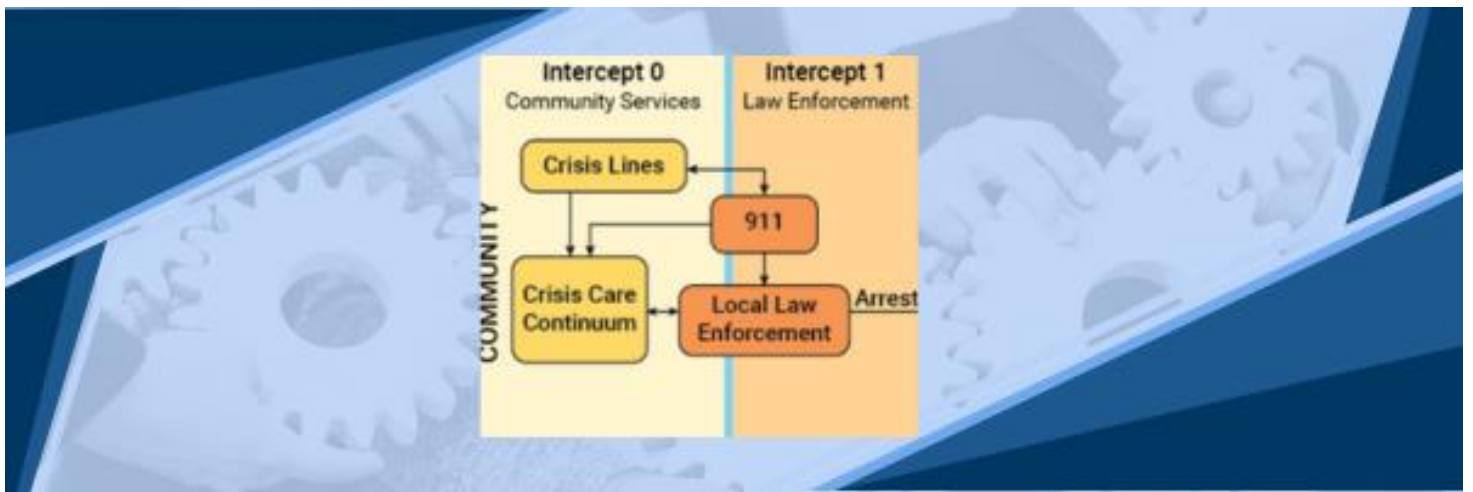 Intercept 0
Community Services
Intercept 1
Law Enforcement
COMMUNITY
Crisis Lines
911
Crisis Care
Continuum
Local Law
Enforcement
Arrest